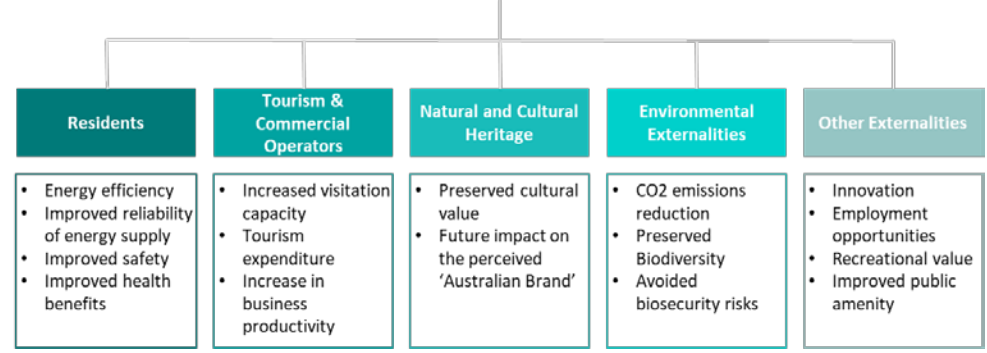 Residents
• Energy efficiency
• Improved reliability
of energy supply
• Improved safety
• Improved health
benefits
Tourism &
Commercial
Operators
• Increased visitation
capacity
• Tourism
expenditure
• Increase in
business
productivity
Natural and Cultural
Heritage
• Preserved cultural
value
• Future impact on
the perceived
‘Australian Brand’
Environmental
Externalities
• CO2 emissions
reduction
• Preserved
Biodiversity
• Avoided
biosecurity risks
Other Externalities
• Innovation
• Employment
opportunities
• Recreational value
• Improved public
amenity